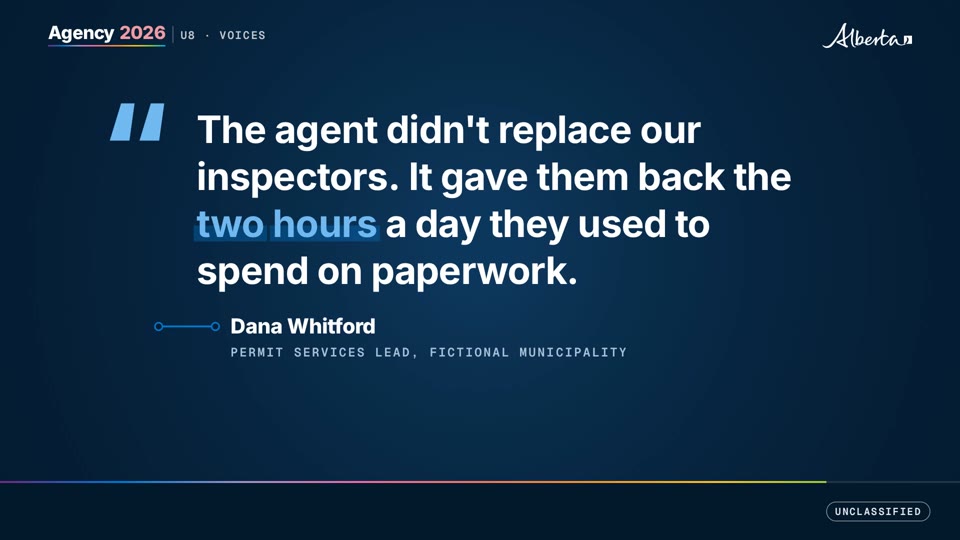 Agency 2026 | U8 · VOICES
Alberta
"
The agent didn't replace our
inspectors. It gave them back the
two hours a day they used to
spend on paperwork.
Dana Whitford
PERMIT SERVICES LEAD, FICTIONAL MUNICIPALITY
UNCLASSIFIED